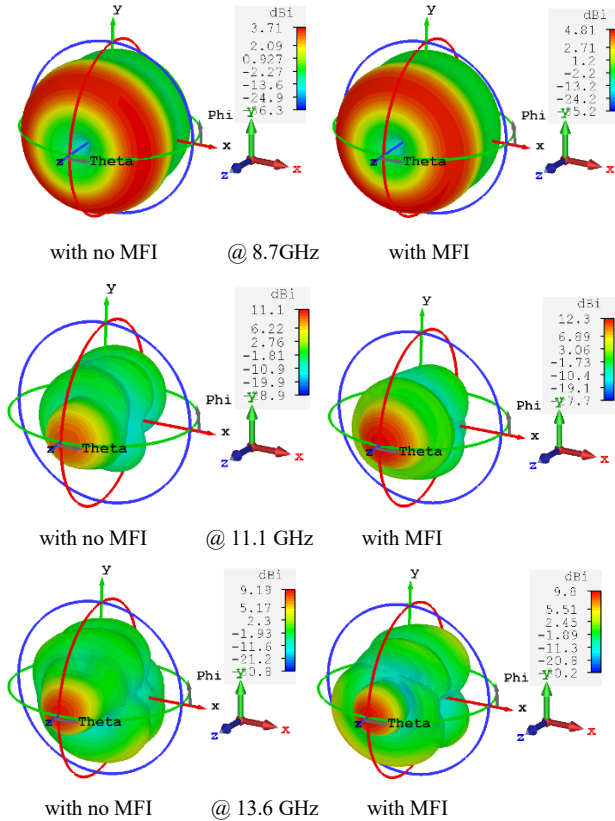 Y
dBi
3.71
2.09
0.927
-2.27
-13.6
-24.9
Y
Phi
x
z
Theta
x
z
Y
dBi
4.81
2.71
1.2
-2.2
-13.2
-24.2
Y
Phi
x
z
Theta
x
z
with no MFI @ 8.7GHz with MFI
Y
dBi
11.1
6.22
2.76
-1.81
-10.9
-19.9
Y
Phi
x
z
Theta
x
z
Y
dBi
12.3
6.89
3.06
-1.73
-10.4
-19.1
Y
Phi
x
z
Theta
x
z
with no MFI @ 11.1 GHz with MFI
Y
dBi
9.19
5.17
2.3
-1.93
-11.6
-21.2
Y
Phi
x
z
Theta
x
z
Y
dBi
9.8
5.51
2.45
-1.89
-11.3
-20.8
Y
Phi
x
z
Theta
x
z
with no MFI @ 13.6 GHz with MFI